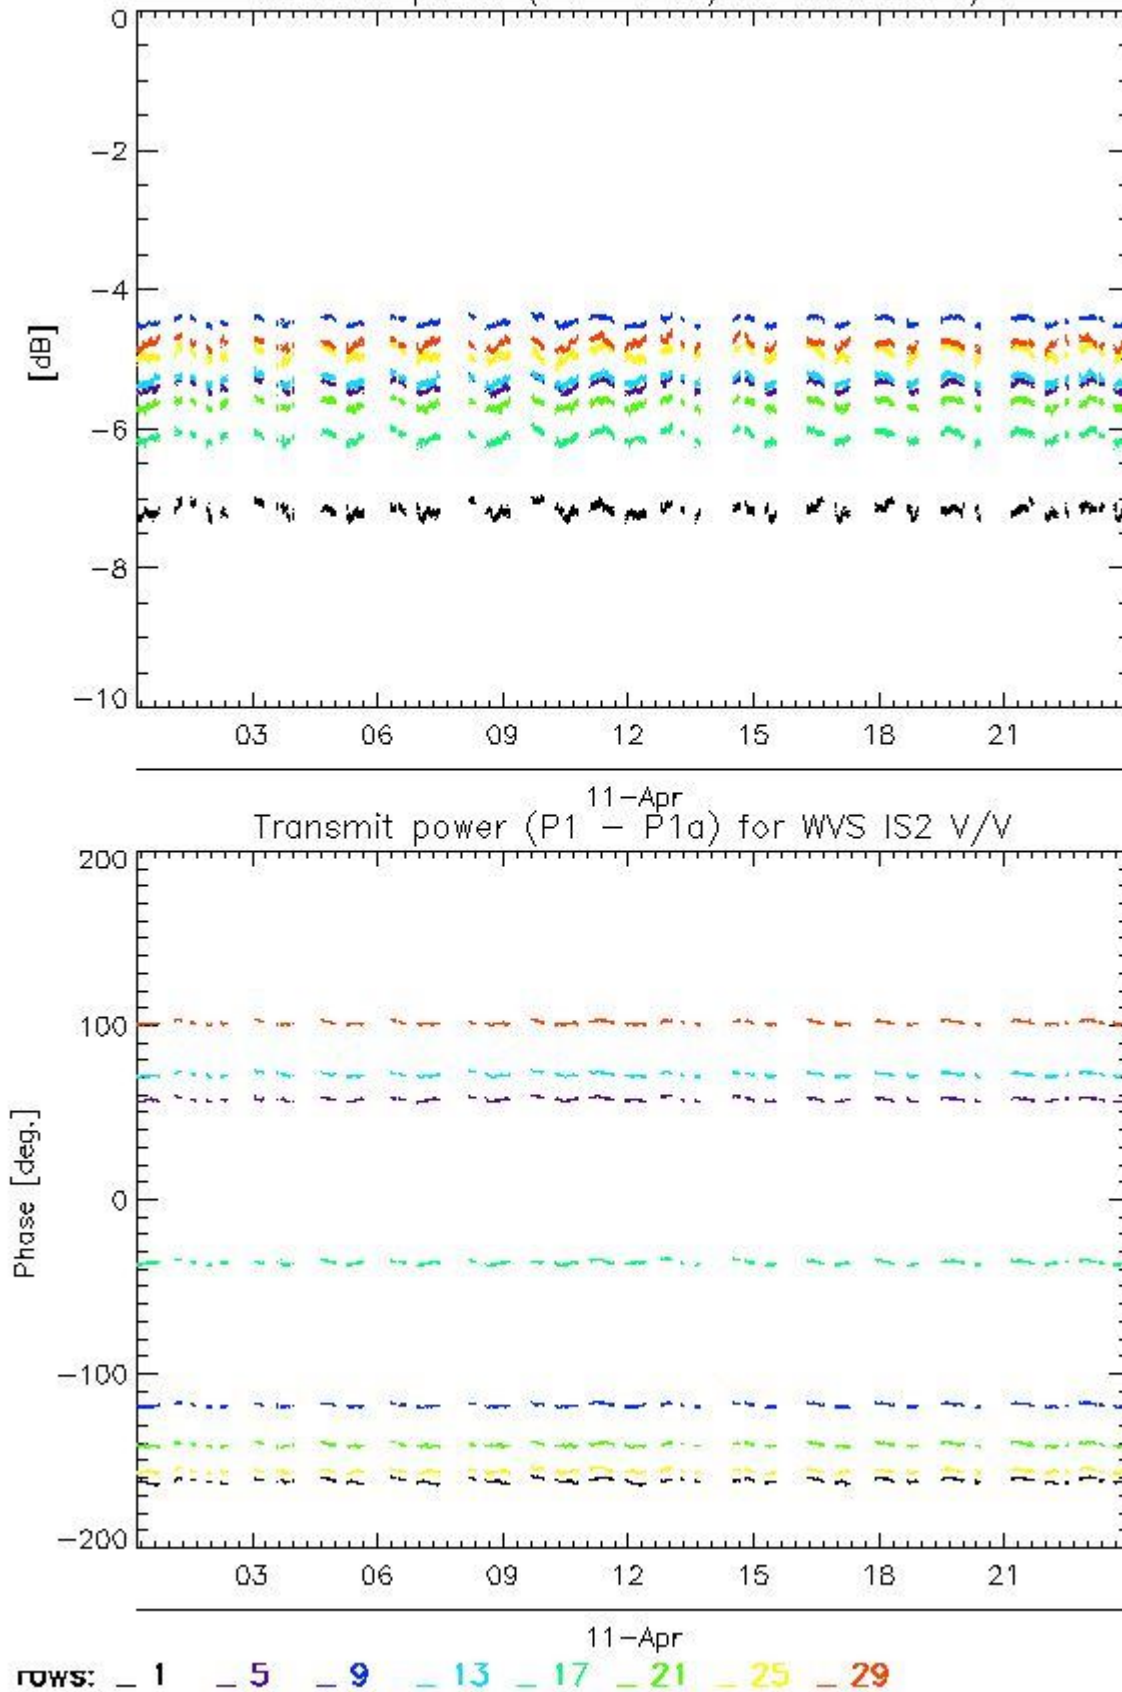 0
-2
-4
[dB]
-6
-8
-10
03 06 09 12 15 18 21
11-Apr
Transmit power (P1 - P1a) for WVS IS2 V/V
200
100
Phase [deg.]
0
-100
-200
03 06 09 12 15 18 21
11-Apr
rows: _ 1 _ 5 _ 9 _ 13 _ 17 _ 21 _ 25 _ 29